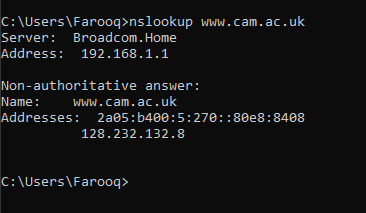 C:\Users\Farooq>nslookup www.cam.ac.uk
Server:  Broadcom.Home
Address:  192.168.1.1
Non-authoritative answer:
Name:    www.cam.ac.uk
Addresses:  2a05:b400:5:270::80e8:8408
128.232.132.8
C:\Users\Farooq>